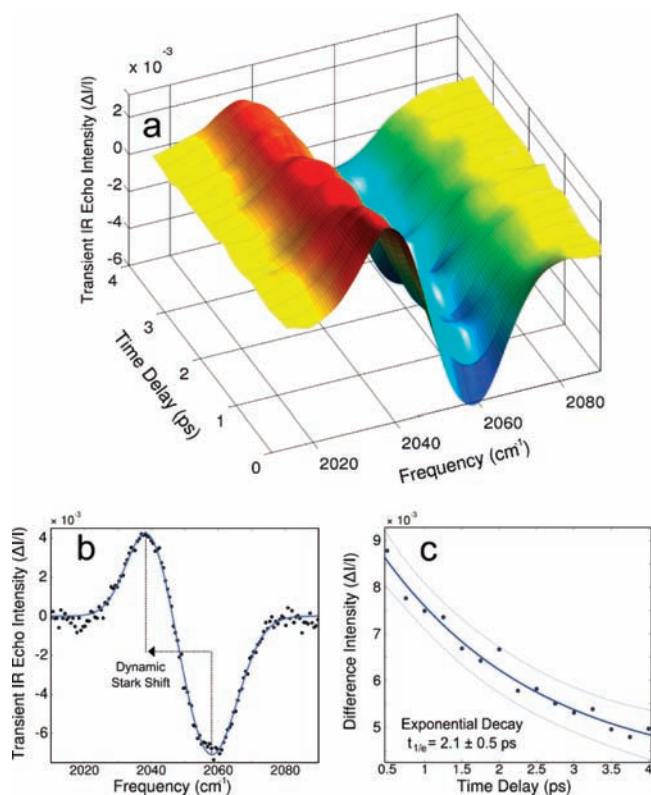 × 10⁻³
a
Transient IR Echo Intensity (ΔI/I)
2
0
-2
-4
-6
4
3
2
1
0
Time Delay (ps)
2020
2040
2060
2080
Frequency (cm⁻¹)
× 10⁻³
b
Transient IR Echo Intensity (ΔI/I)
4
2
0
-2
-4
-6
Dynamic
Stark Shift
2020
2040
2060
2080
Frequency (cm⁻¹)
× 10⁻³
c
Difference Intensity (ΔI/I)
9
8
7
6
5
Exponential Decay
t1/e = 2.1 ± 0.5 ps
0.5
1
1.5
2
2.5
3
3.5
4
Time Delay (ps)